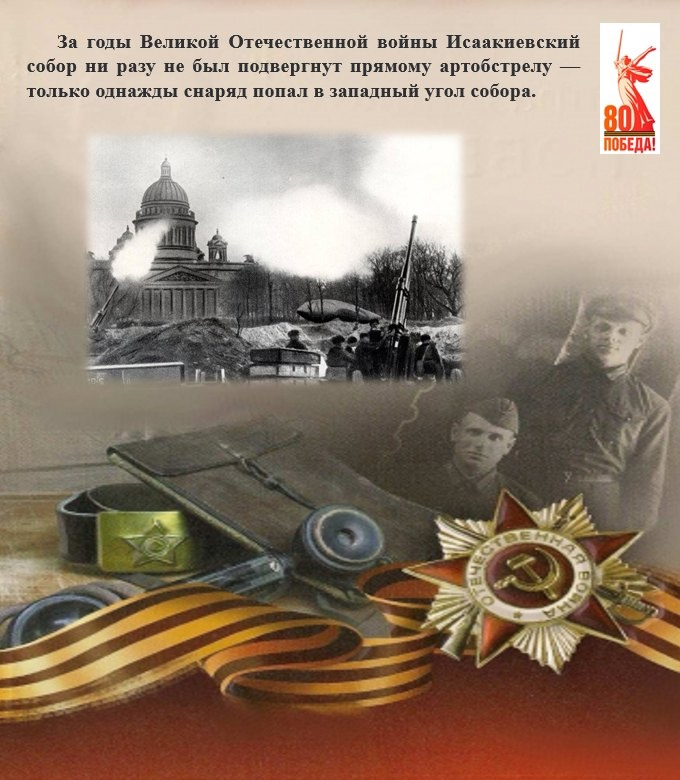 За годы Великой Отечественной войны Исаакиевский
собор ни разу не был подвергнут прямому артобстрелу —
только однажды снаряд попал в западный угол собора.
80
ПОБЕДА!
ОТЕЧЕСТВЕННАЯ ВОЙНА